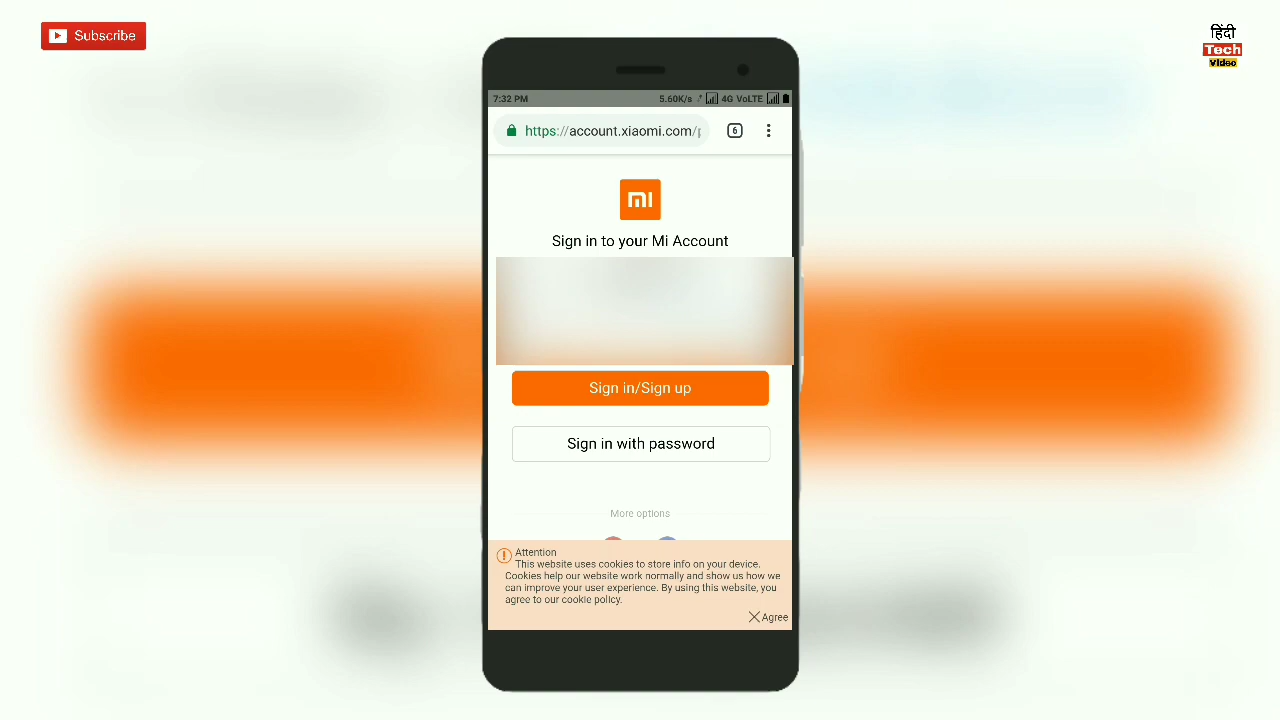 Subscribe
हिंदी
Tech
Video
7:32 PM
5.60K/s 4G VoLTE
https://account.xiaomi.com/p
6
mi
Sign in to your Mi Account
Sign in/Sign up
Sign in with password
More options
Attention
This website uses cookies to store info on your device.
Cookies help our website work normally and show us how we
can improve your user experience. By using this website, you
agree to our cookie policy.
Agree